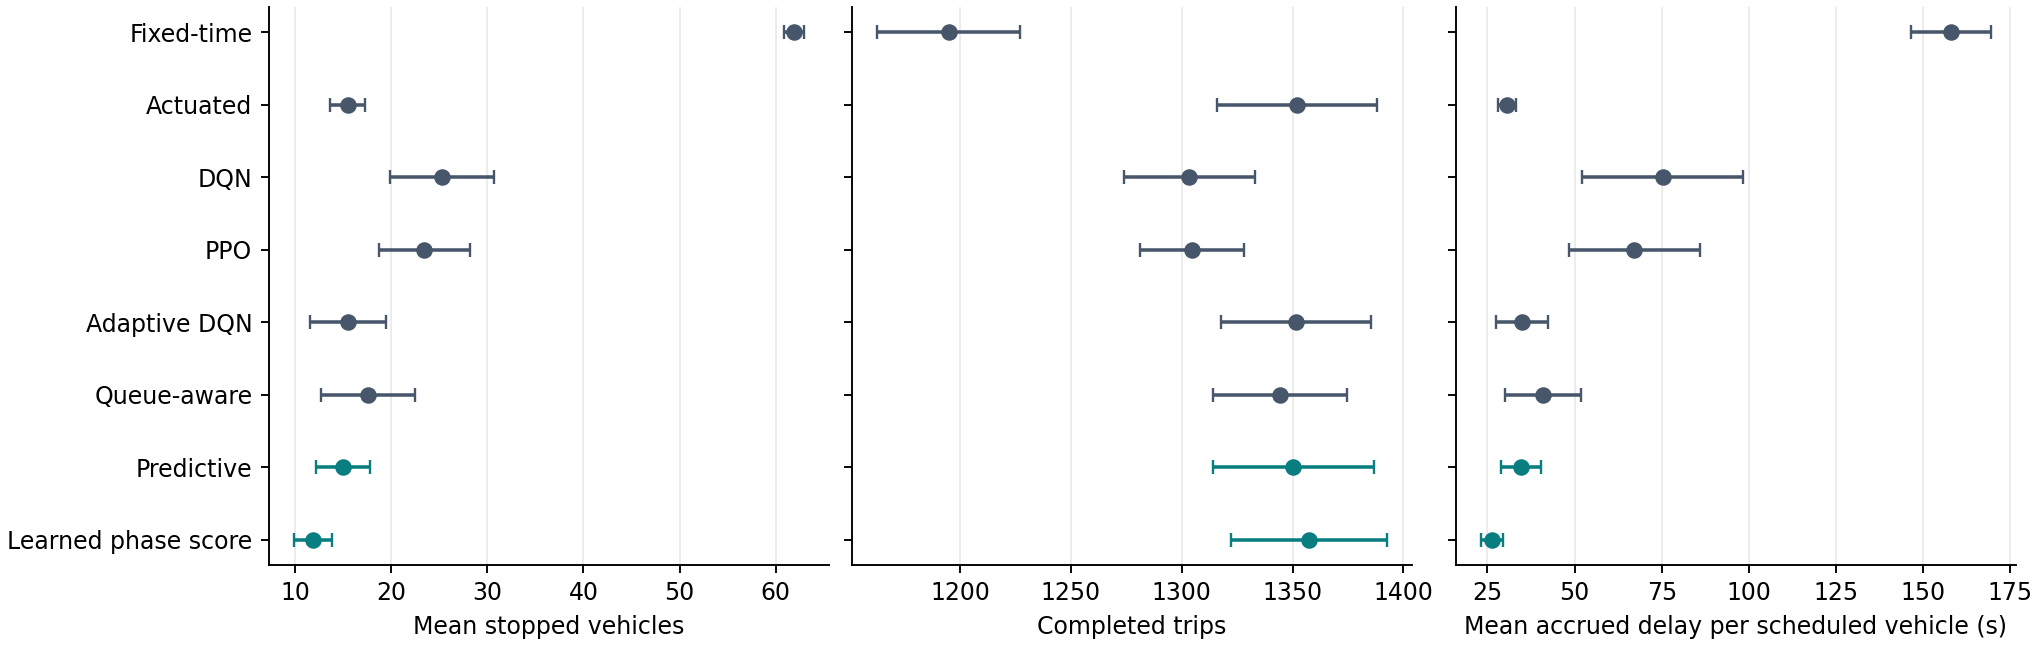 Fixed-time
Actuated
DQN
PPO
Adaptive DQN
Queue-aware
Predictive
Learned phase score
10 20 30 40 50 60
Mean stopped vehicles
1200 1250 1300 1350 1400
Completed trips
25 50 75 100 125 150 175
Mean accrued delay per scheduled vehicle (s)